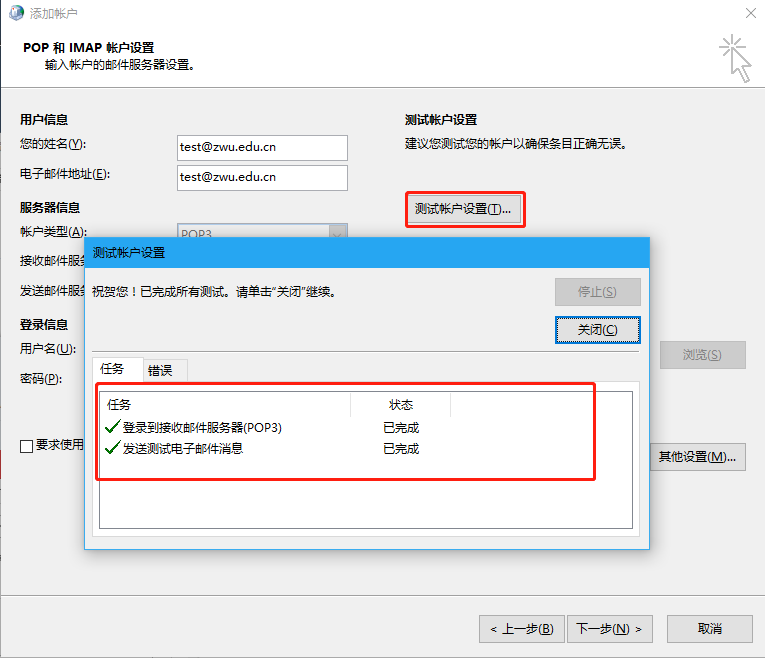 添加帐户
POP 和 IMAP 帐户设置
输入帐户的邮件服务器设置。
用户信息
您的姓名(Y):
test@zwu.edu.cn
电子邮件地址(E):
test@zwu.edu.cn
服务器信息
帐户类型(A):
POP3
接收邮件服
发送邮件服
登录信息
用户名(U):
密码(P):
要求使用
测试帐户设置
建议您测试您的帐户以确保条目正确无误。
测试帐户设置(T)...
测试帐户设置
祝贺您！已完成所有测试。请单击“关闭”继续。
停止(S)
关闭(C)
任务
错误
任务 状态
登录到接收邮件服务器(POP3) 已完成
发送测试电子邮件消息 已完成
浏览(S)
其他设置(M)...
< 上一步(B)
下一步(N) >
取消